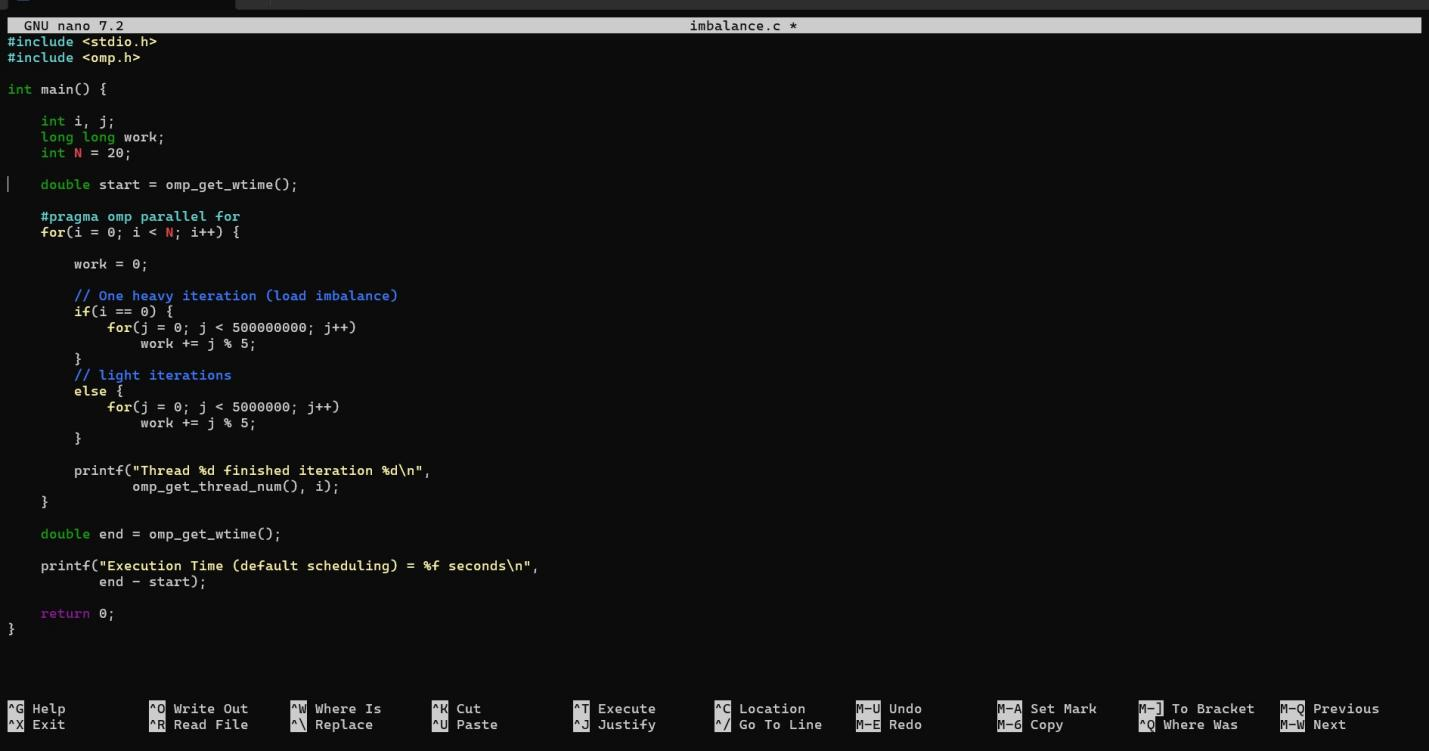 GNU nano 7.2 imbalance.c *
#include <stdio.h>
#include <omp.h>

int main() {

    int i, j;
    long long work;
    int N = 20;

    double start = omp_get_wtime();

    #pragma omp parallel for
    for(i = 0; i < N; i++) {

        work = 0;

        // One heavy iteration (load imbalance)
        if(i == 0) {
            for(j = 0; j < 500000000; j++)
                work += j % 5;
        }
        // light iterations
        else {
            for(j = 0; j < 5000000; j++)
                work += j % 5;
        }

        printf("Thread %d finished iteration %d\n",
               omp_get_thread_num(), i);
    }

    double end = omp_get_wtime();

    printf("Execution Time (default scheduling) = %f seconds\n",
           end - start);

    return 0;
}

^G Help ^O Write Out ^W Where Is ^K Cut ^T Execute ^C Location M-U Undo M-A Set Mark M-] To Bracket M-Q Previous
^X Exit ^R Read File ^\ Replace ^U Paste ^J Justify ^/ Go To Line M-E Redo M-6 Copy ^Q Where Was M-W Next